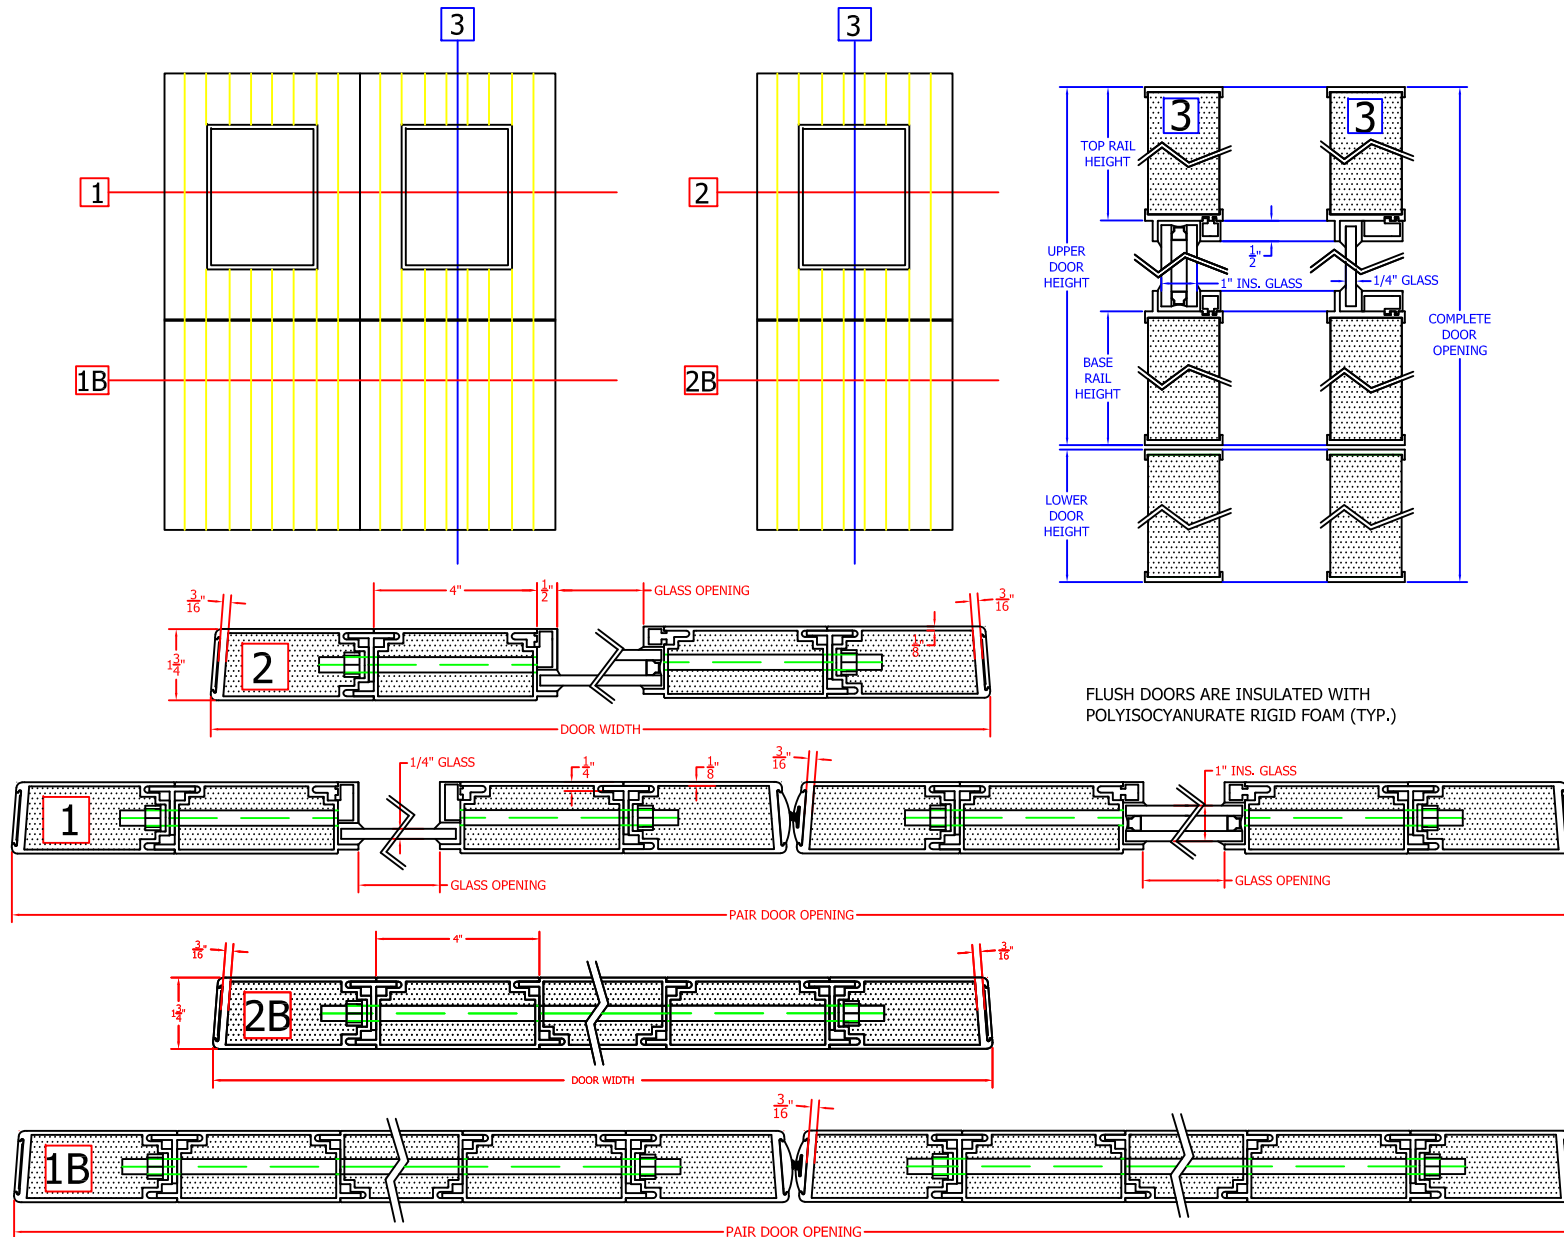 3
3
1
2
1B
2B
3
3
TOP RAIL
HEIGHT
UPPER
DOOR
HEIGHT
1/2"
1" INS. GLASS
1/4" GLASS
COMPLETE
DOOR
OPENING
BASE
RAIL
HEIGHT
LOWER
DOOR
HEIGHT
3/16"
4"
1/2"
GLASS OPENING
3/16"
1 3/4"
2
1/8"
DOOR WIDTH
FLUSH DOORS ARE INSULATED WITH
POLYISOCYANURATE RIGID FOAM (TYP.)
1/4" GLASS
1/4"
1/8"
3/16"
1" INS. GLASS
1
GLASS OPENING
GLASS OPENING
PAIR DOOR OPENING
3/16"
4"
3/16"
1 3/4"
2B
DOOR WIDTH
3/16"
1B
PAIR DOOR OPENING